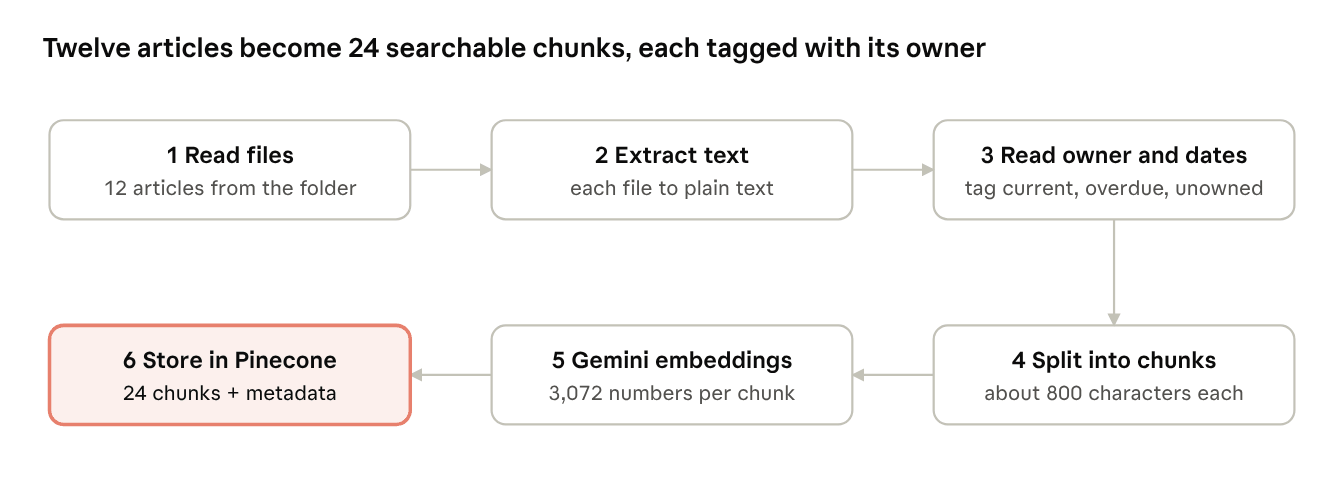 Twelve articles become 24 searchable chunks, each tagged with its owner
1 Read files
12 articles from the folder
2 Extract text
each file to plain text
3 Read owner and dates
tag current, overdue, unowned
4 Split into chunks
about 800 characters each
5 Gemini embeddings
3,072 numbers per chunk
6 Store in Pinecone
24 chunks + metadata